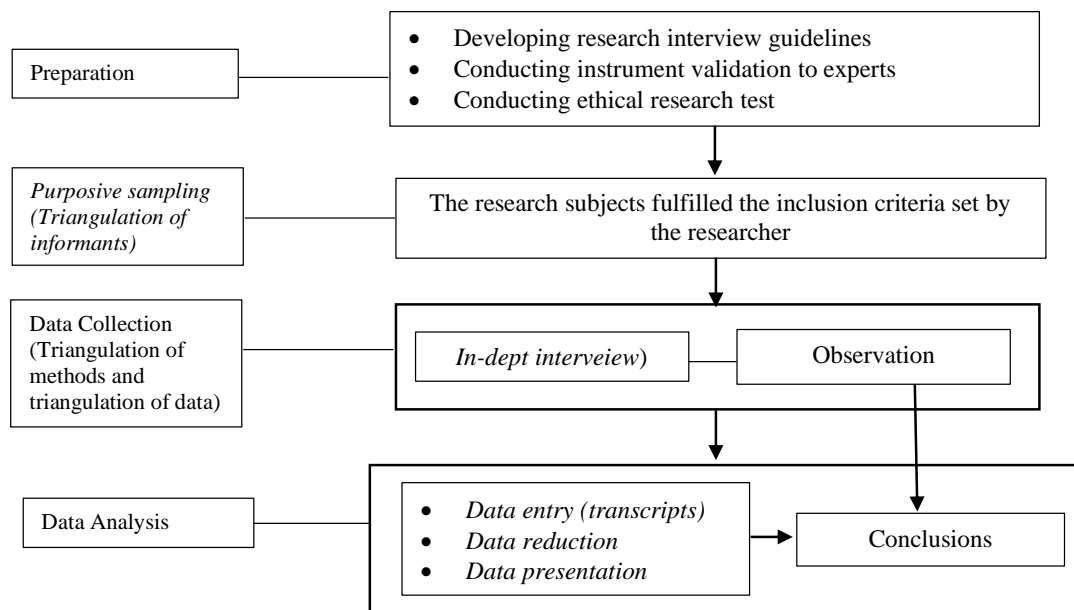 Preparation
• Developing research interview guidelines
• Conducting instrument validation to experts
• Conducting ethical research test
Purposive sampling
(Triangulation of
informants)
The research subjects fulfilled the inclusion criteria set by
the researcher
Data Collection
(Triangulation of
methods and
triangulation of data)
In-dept interveiew)
Observation
Data Analysis
• Data entry (transcripts)
• Data reduction
• Data presentation
Conclusions